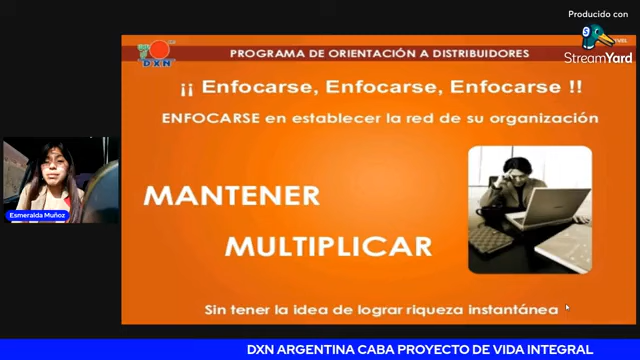 Producido con
StreamYard
DXN
PROGRAMA DE ORIENTACIÓN A DISTRIBUIDORES
¡¡ Enfocarse, Enfocarse, Enfocarse !!
ENFOCARSE en establecer la red de su organización
MANTENER
MULTIPLICAR
Esmeralda Muñoz
Sin tener la idea de lograr riqueza instantánea
DXN ARGENTINA CABA PROYECTO DE VIDA INTEGRAL